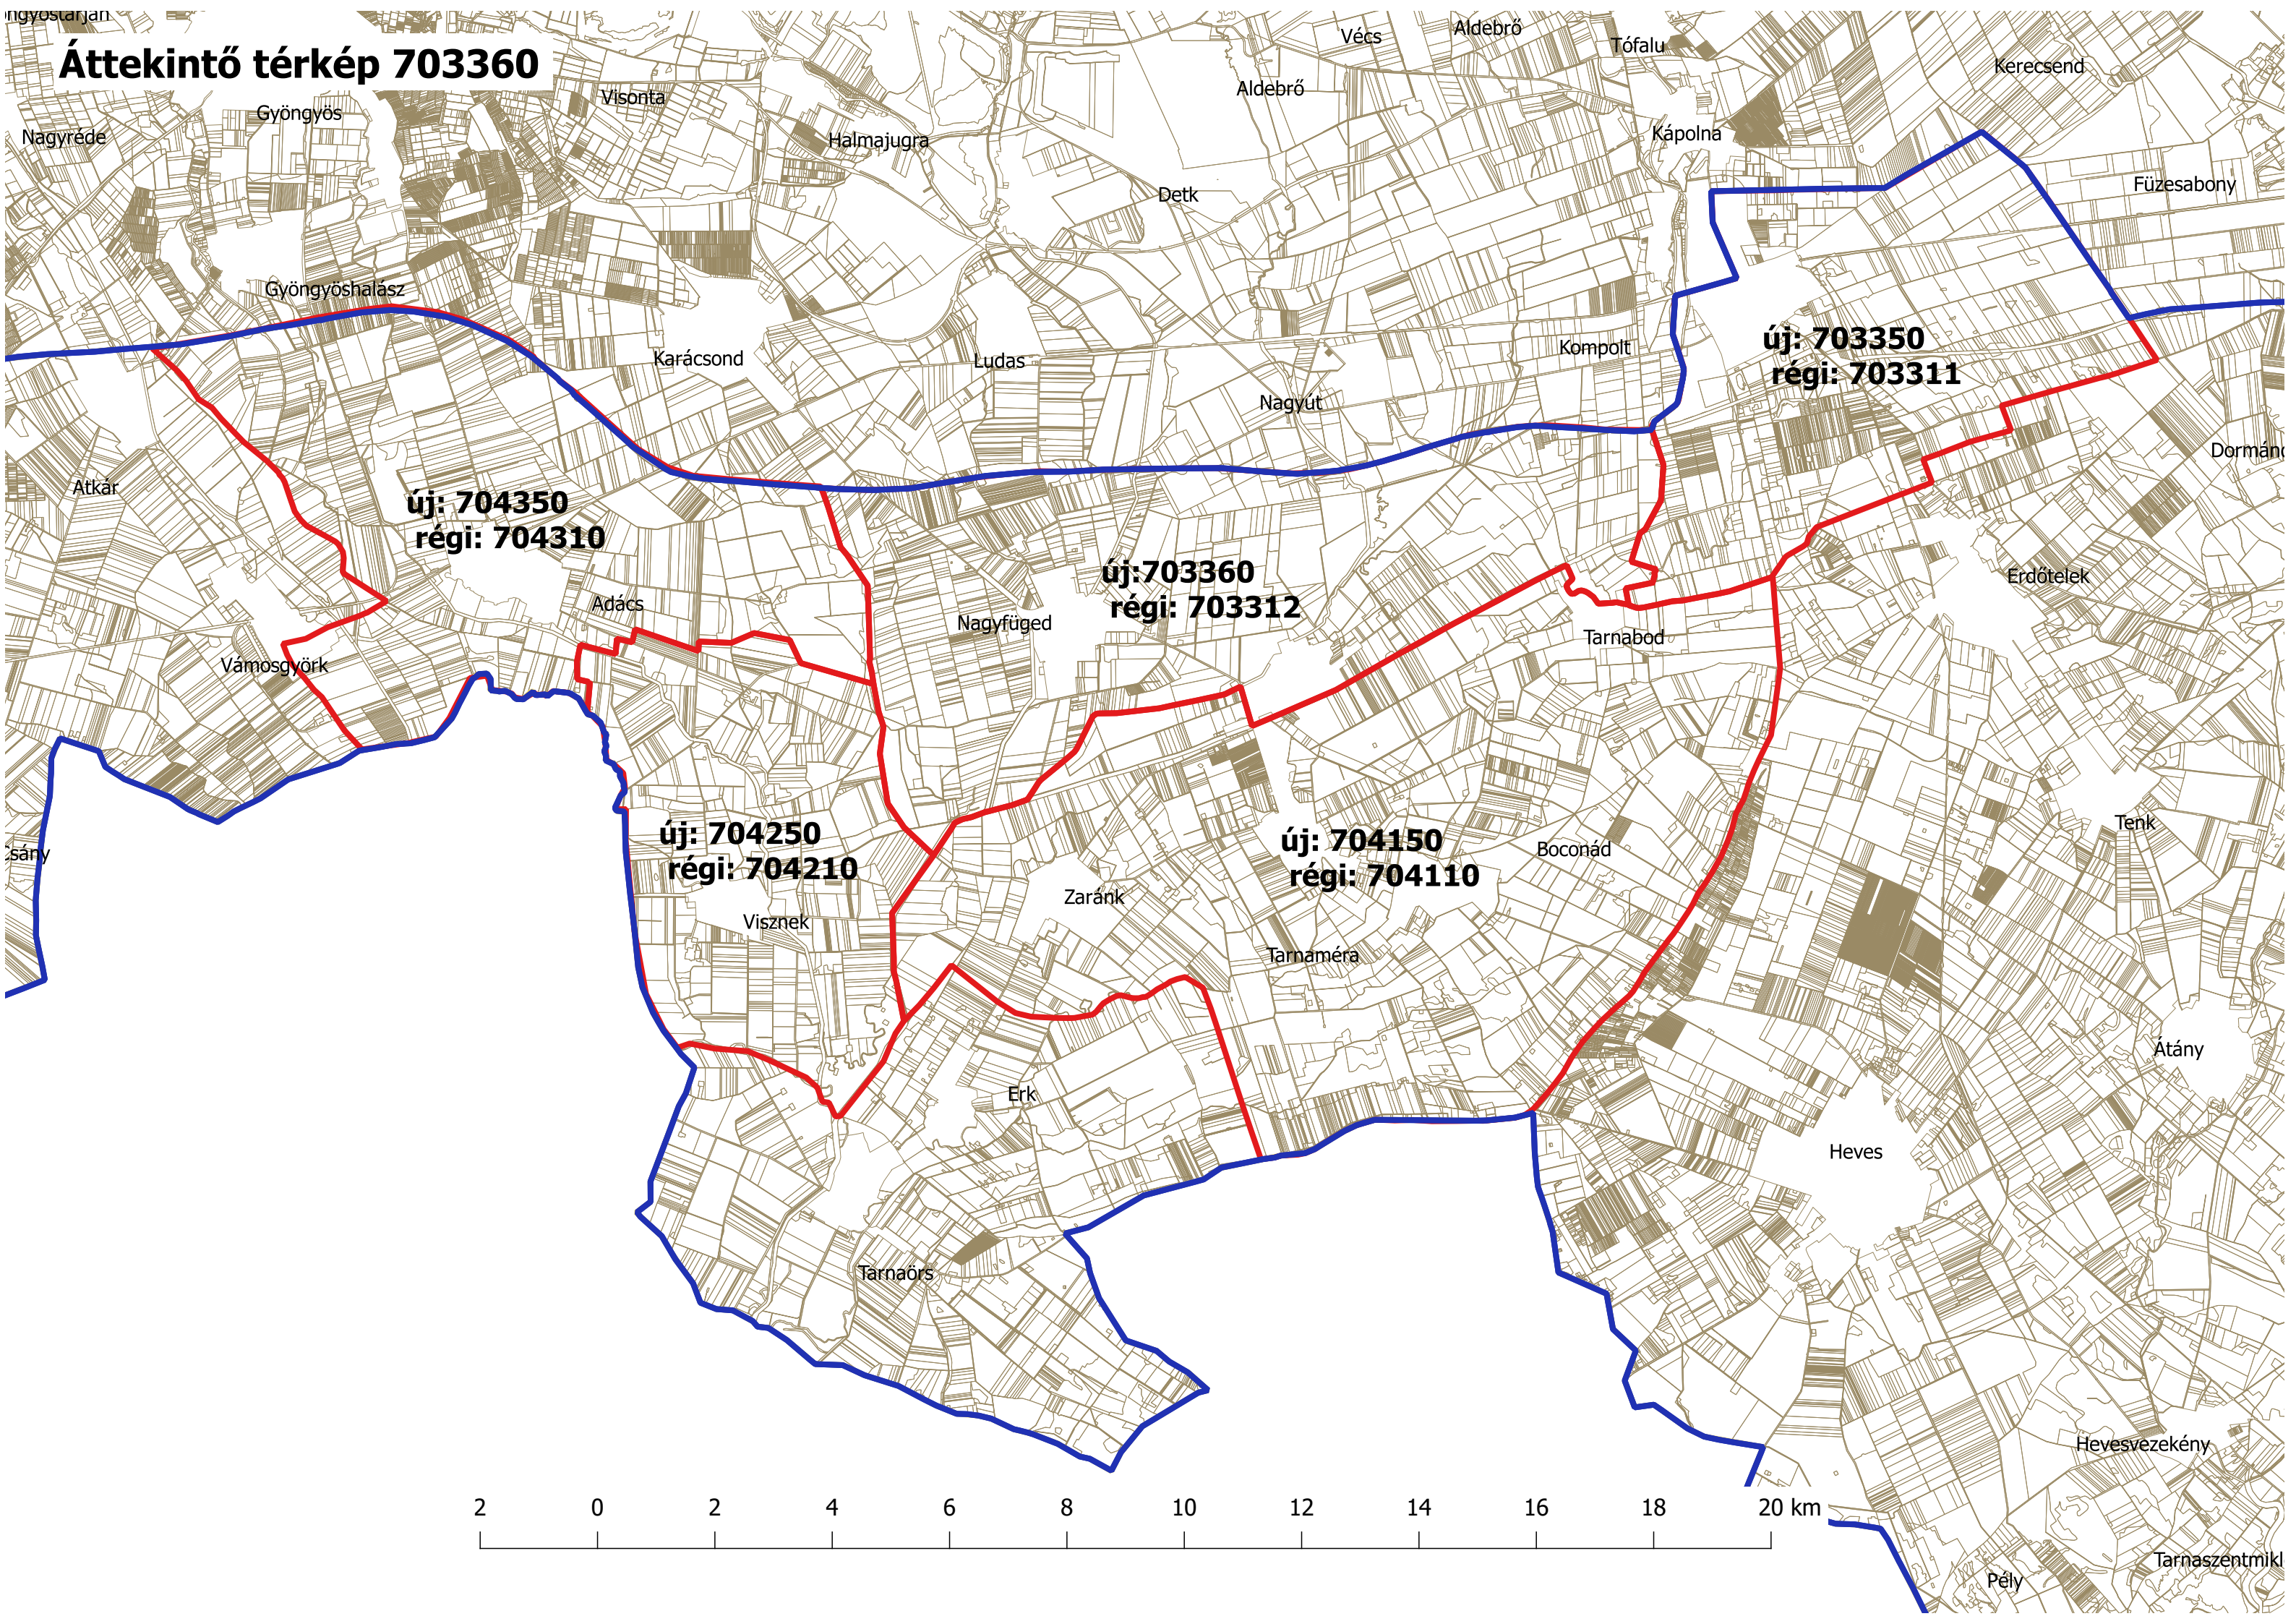 Áttekintő térkép 703360
Vécs
Aldebrő
Tófalu
Kerecsend
Aldebrő
Visonta
Gyöngyös
Nagyréde
Halmajugra
Kápolna
Detk
Füzesabony
Gyöngyöshalász
Karácsond
Ludas
Kompolt
új: 703350
régi: 703311
Nagyút
Atkár
Dormánd
új: 704350
régi: 704310
új:703360
régi: 703312
Adács
Nagyfüged
Erdőtelek
Tarnabod
Vámosgyörk
új: 704250
régi: 704210
új: 704150
régi: 704110
Boconád
Tenk
Csány
Zaránk
Visznek
Tarnaméra
Átány
Erk
Heves
Tarnaörs
Hevesvezekény
2 0 2 4 6 8 10 12 14 16 18 20 km
Tarnaszentmikl
Pély